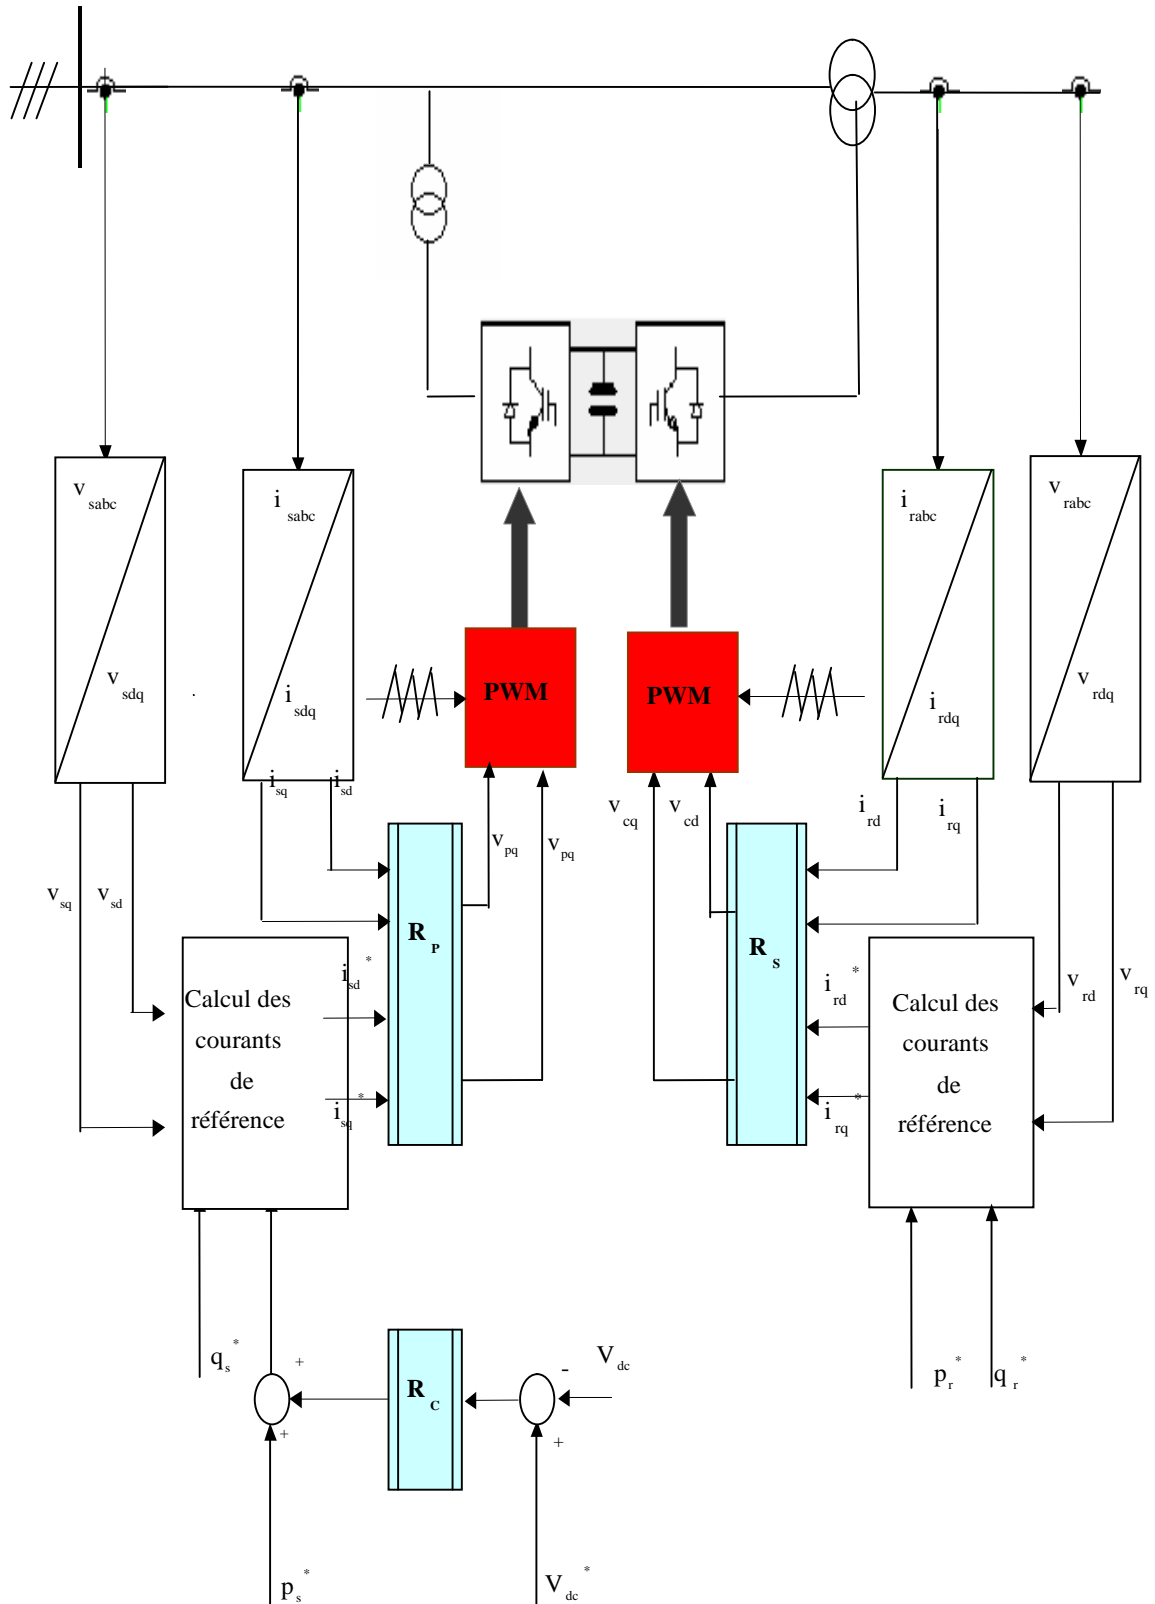 v sabc
i sabc
i rabc
v rabc
v sdq
i sdq
PWM
PWM
i rdq
v rdq
.
i sq
i sd
v pq
v pq
v cq
v cd
i rd
i rq
v sq
v sd
R P
R S
v rd
v rq
i sd *
i rd *
Calcul des
courants
de
référence
Calcul des
courants
de
référence
i sq *
i rq *
q s *
+
+
R C
-
V dc
+
p r *
q r *
p s *
V dc *